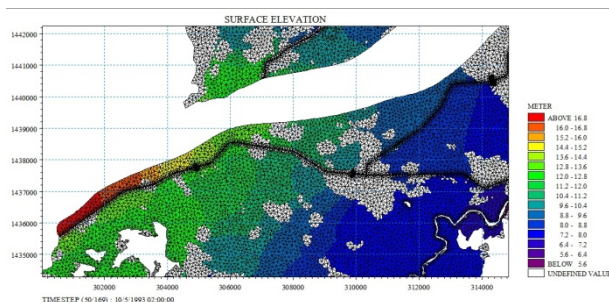 SURFACE ELEVATION
1442000
1441000
1440000
1439000
1438000
1437000
1436000
1435000
302000 304000 306000 308000 310000 312000 314000
METER
ABOVE 16.8
16.0 - 16.8
15.2 - 16.0
14.4 - 15.2
13.6 - 14.4
12.8 - 13.6
12.0 - 12.8
11.2 - 12.0
10.4 - 11.2
9.6 - 10.4
8.8 - 9.6
8.0 - 8.8
7.2 - 8.0
6.4 - 7.2
5.6 - 6.4
BELOW 5.6
UNDEFINED VALUE
TIMESTEP (50/169) : 10/5/1993 02:00:00